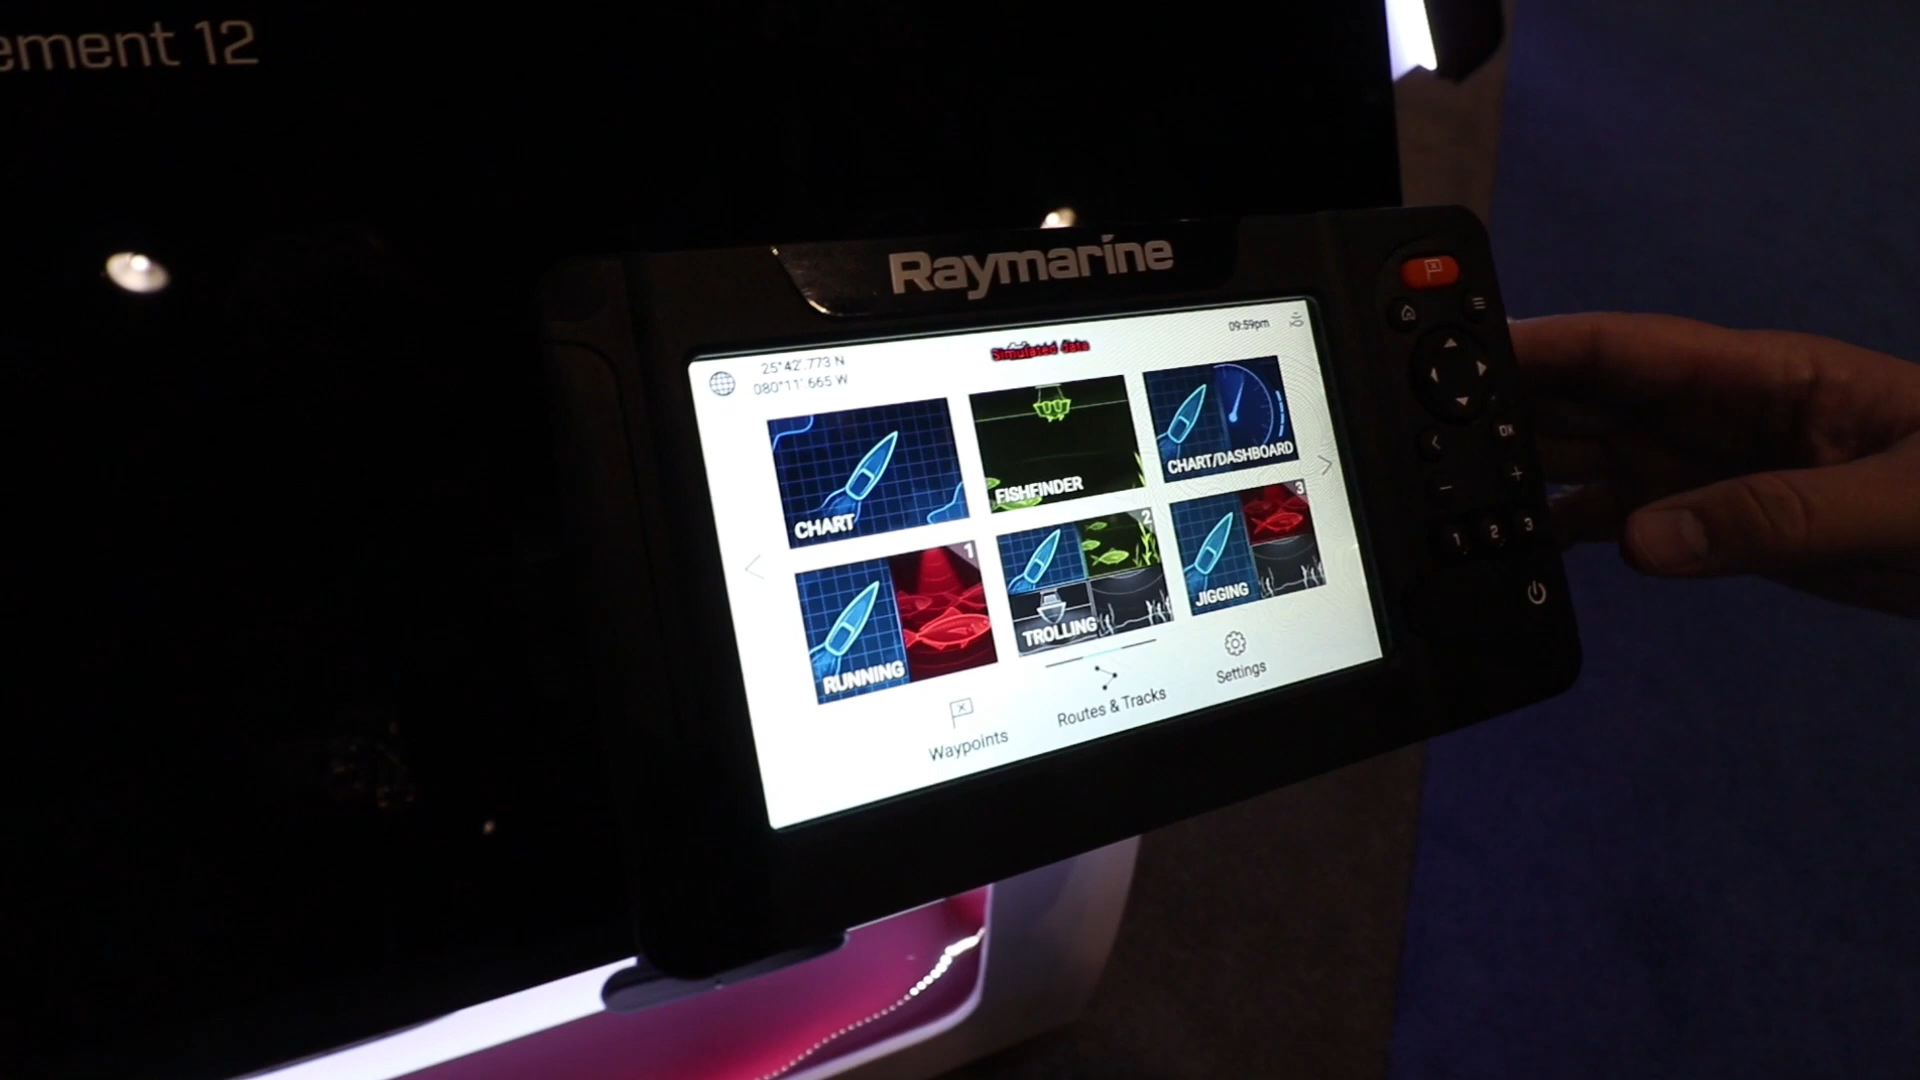 ement 12
Raymarine
25°42'.773 N
080°11'.665 W
Simulated data
09:59pm
CHART
FISHFINDER
CHART/DASHBOARD
1
RUNNING
2
TROLLING
3
JIGGING
Waypoints
Routes & Tracks
Settings
OK
1 2 3